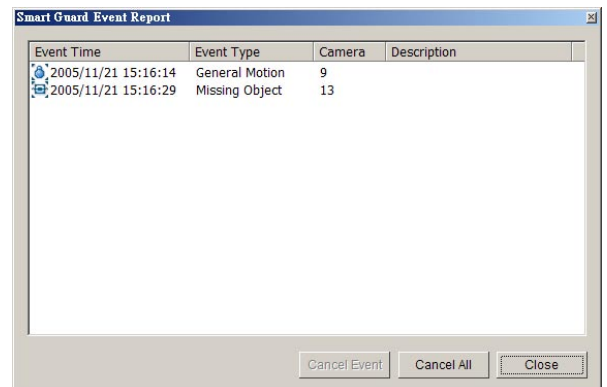 Smart Guard Event Report
Event Time Event Type Camera Description
2005/11/21 15:16:14 General Motion 9
2005/11/21 15:16:29 Missing Object 13
Cancel Event Cancel All Close